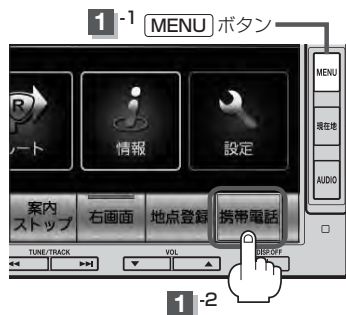 1 -1 MENU ボタン
MENU
現在地
AUDIO
R
ート
情報
設定
案内
ストップ
右画面
地点登録
携帯電話
TUNE/TRACK
VOL
DISP.OFF
1 -2